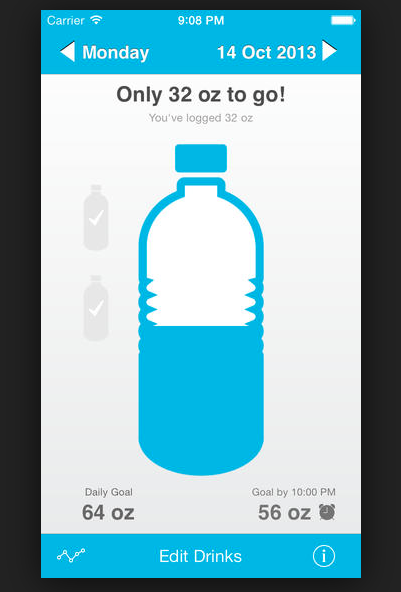 Carrier 9:08 PM
Monday 14 Oct 2013
Only 32 oz to go!
You've logged 32 oz
Daily Goal Goal by 10:00 PM
64 oz 56 oz
Edit Drinks